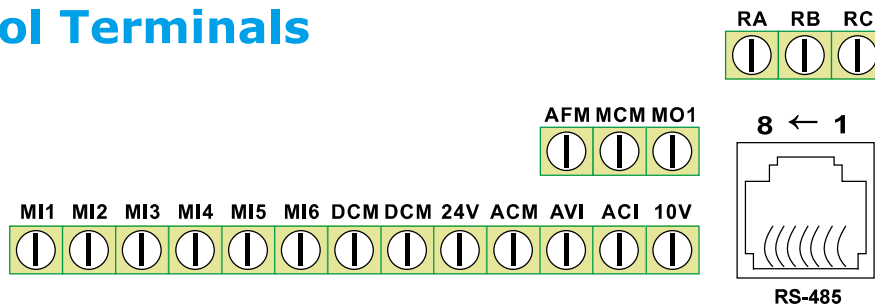 ol Terminals
RA RB RC
AFM MCM MO1
8 ← 1
MI1 MI2 MI3 MI4 MI5 MI6 DCM DCM 24V ACM AVI ACI 10V
RS-485